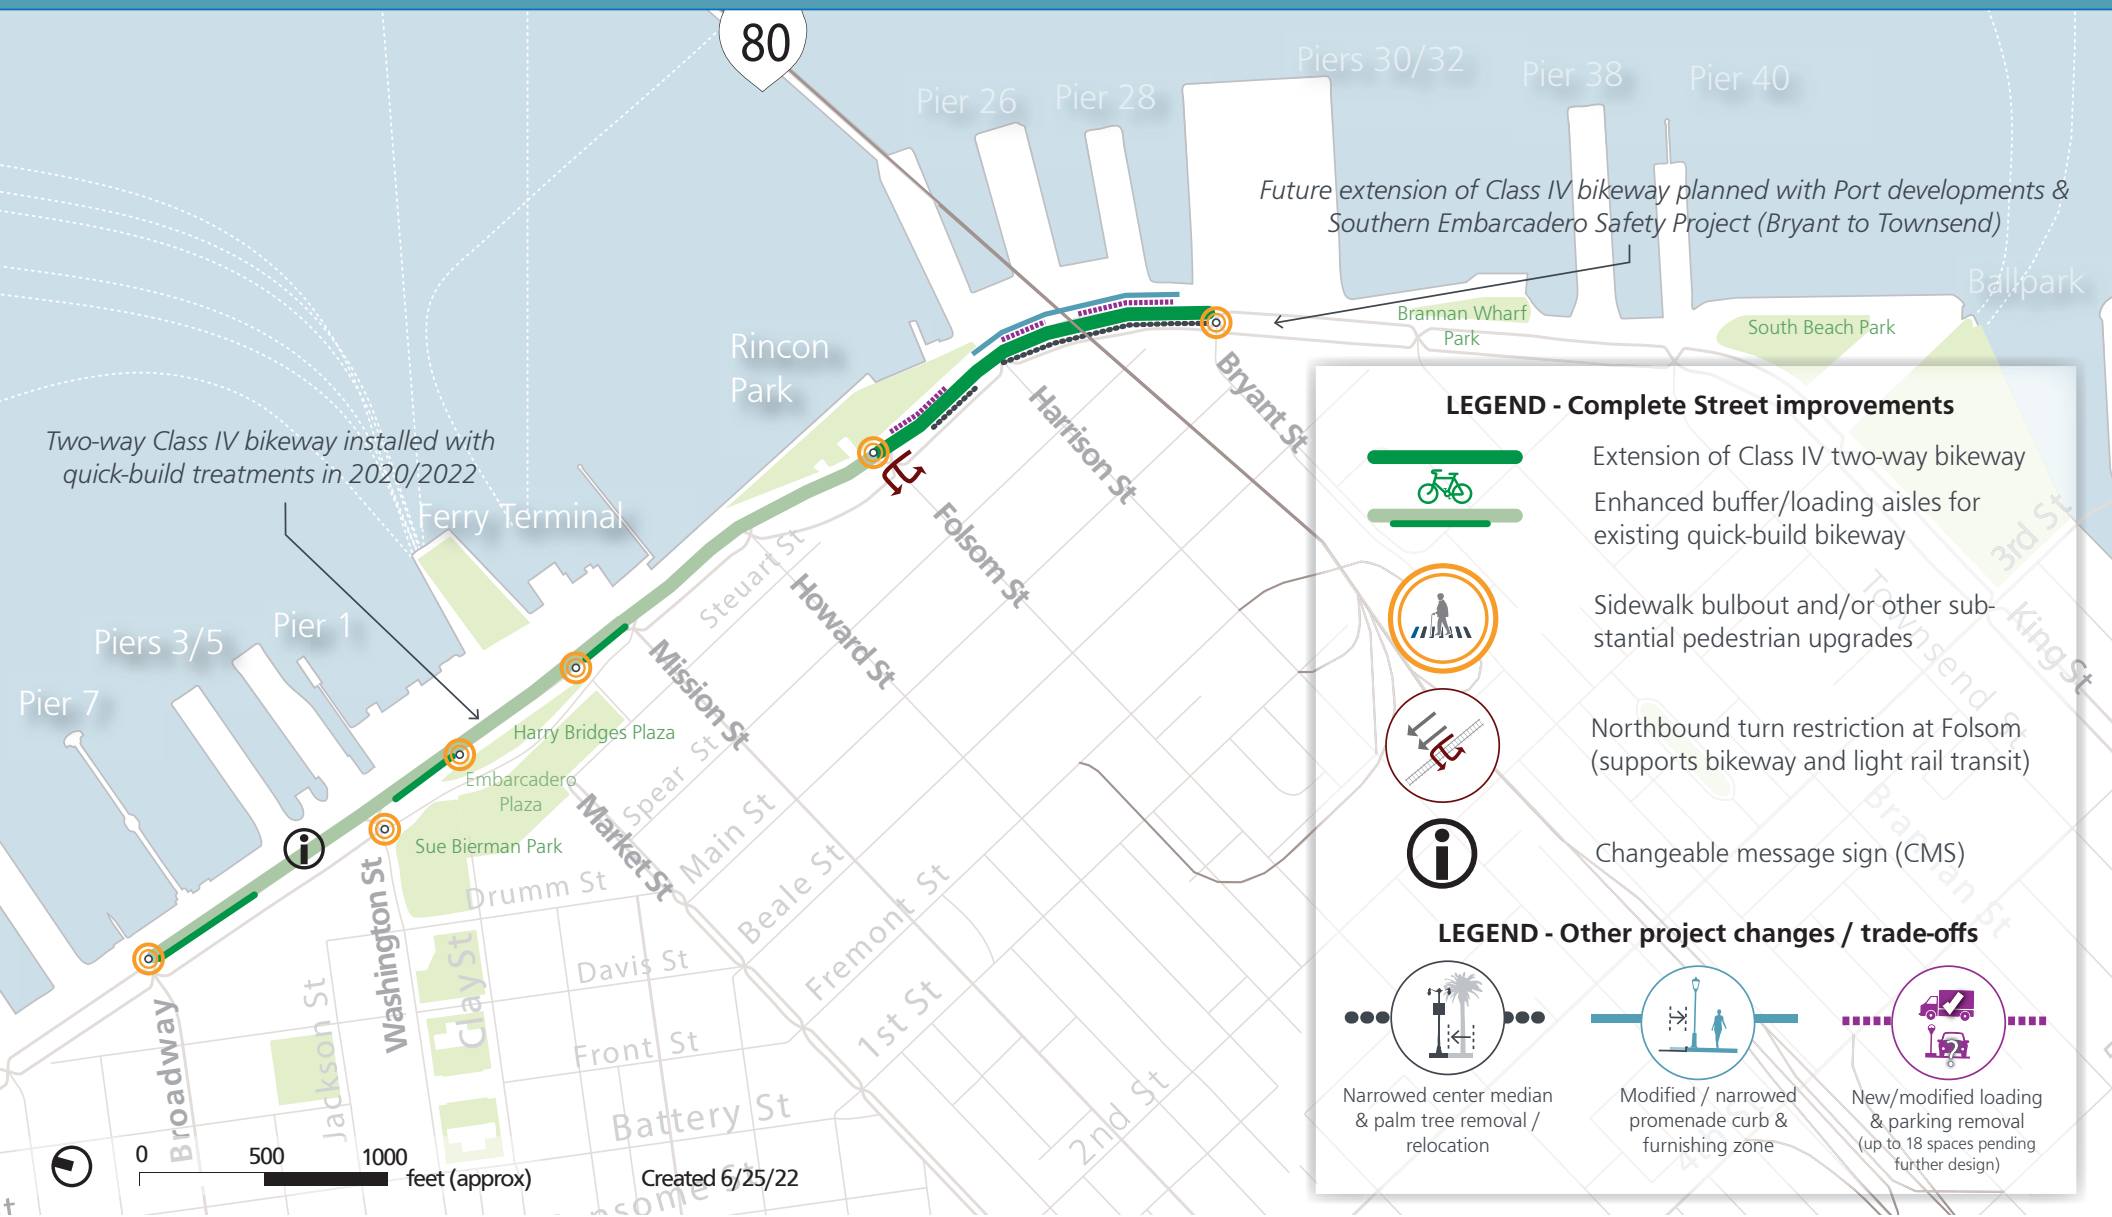 80
Piers 30/32
Pier 38
Pier 40
Pier 26
Pier 28
Future extension of Class IV bikeway planned with Port developments &
Southern Embarcadero Safety Project (Bryant to Townsend)
Ballpark
Brannan Wharf
Park
South Beach Park
Rincon
Park
Bryant St
Harrison St
Two-way Class IV bikeway installed with
quick-build treatments in 2020/2022
Ferry Terminal
Folsom St
Steuart St
Howard St
Pier 1
Piers 3/5
Pier 7
Mission St
Harry Bridges Plaza
Embarcadero
Plaza
Spear St
Main St
Market St
Sue Bierman Park
Beale St
Drumm St
Washington St
Fremont St
Clay St
Davis St
1st St
Jackson St
Broadway
Front St
Battery St
2nd St
LEGEND - Complete Street improvements
Extension of Class IV two-way bikeway
Enhanced buffer/loading aisles for
existing quick-build bikeway
3rd St
Townsend St
King St
Sidewalk bulbout and/or other sub-
stantial pedestrian upgrades
Northbound turn restriction at Folsom
(supports bikeway and light rail transit)
Brannan St
i
Changeable message sign (CMS)
LEGEND - Other project changes / trade-offs
?
Narrowed center median
& palm tree removal /
relocation
Modified / narrowed
promenade curb &
furnishing zone
New/modified loading
& parking removal
(up to 18 spaces pending
further design)
4th
i
0 500 1000
feet (approx)
Created 6/25/22
nsome St
t